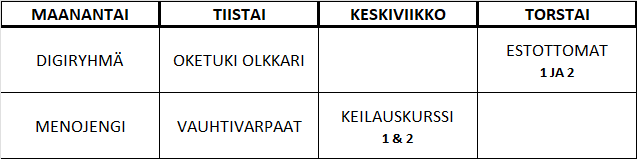 MAANANTAI TIISTAI KESKIVIIKKO TORSTAI
DIGIRYHMÄ OKETUKI OLKKARI ESTOTTOMAT
1 JA 2
MENOJENGI VAUHTIVARPAAT KEILAUSKURSSI
1 & 2